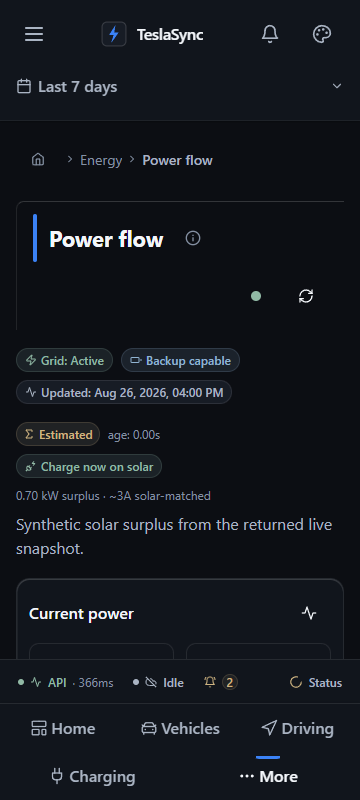 TeslaSync
Last 7 days
Energy Power flow
Power flow
Grid: Active Backup capable
Updated: Aug 26, 2026, 04:00 PM
Estimated age: 0.00s
Charge now on solar
0.70 kW surplus · ~3A solar-matched
Synthetic solar surplus from the returned live
snapshot.
Current power
API · 366ms Idle 2 Status
Home Vehicles Driving
Charging More